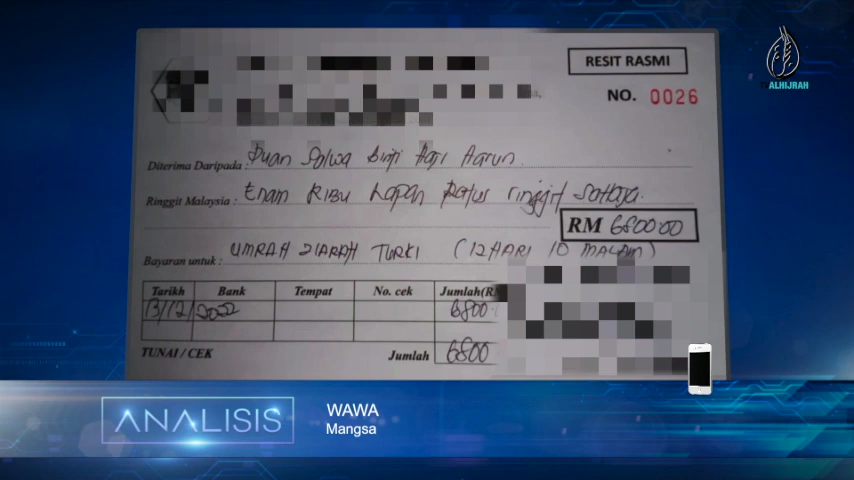 RESIT RASMI
NO. 0026
ALHIJRAH
Diterima Daripada : Puan Solwa Binti Haji Harun.
Ringgit Malaysia : Enam Ribu Lapan Ratus ringgit Sahaja.
RM 6800.00
Bayaran untuk : UMRAH ZIARAH TURKI (12 HARI 10 MALAM)
Tarikh Bank Tempat No. cek Jumlah(R
13/12/2022 6800
TUNAI / CEK Jumlah 6800
ANALISIS
WAWA
Mangsa